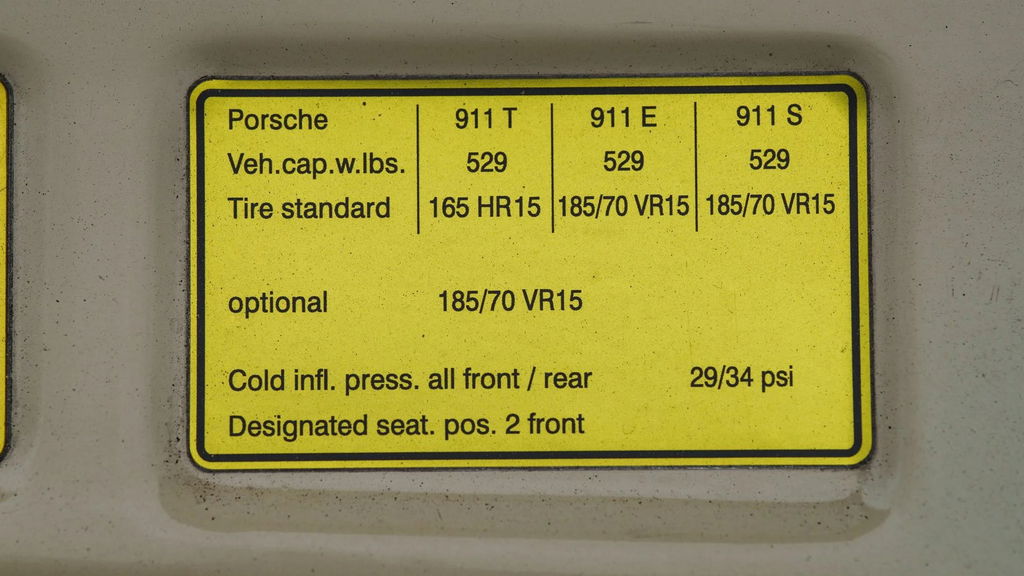 Porsche 911 T 911 E 911 S
Veh.cap.w.lbs. 529 529 529
Tire standard 165 HR15 185/70 VR15 185/70 VR15
optional 185/70 VR15
Cold infl. press. all front / rear 29/34 psi
Designated seat. pos. 2 front